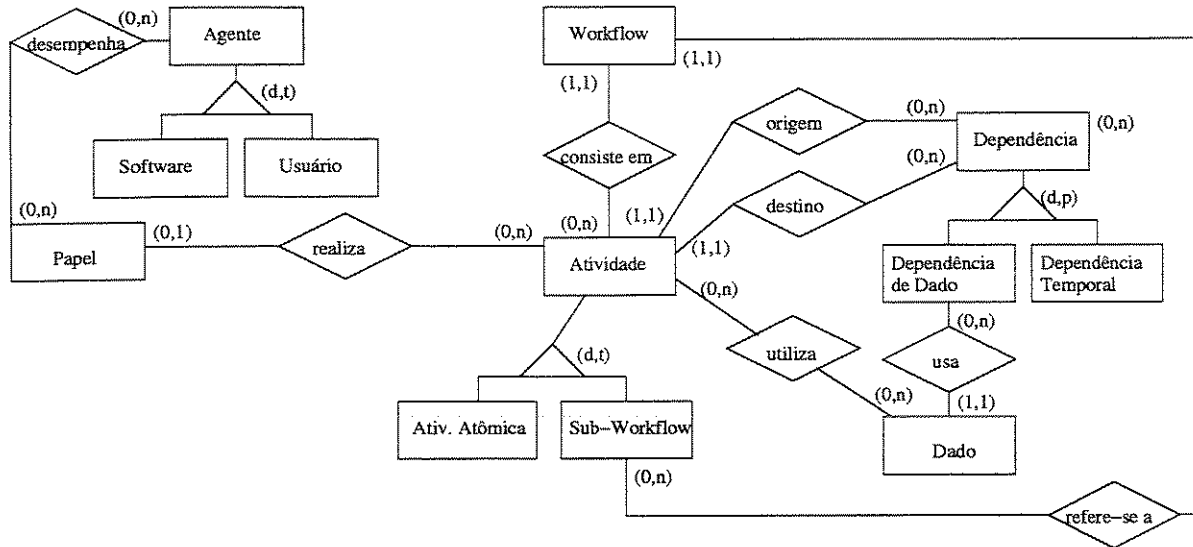 (0,n)
Agente
Workflow
desempenha
(1,1)
(d,t)
(1,1)
origem
(0,n)
Dependência
(0,n)
Software
Usuário
consiste em
(0,n)
destino
(d,p)
(0,n)
(0,n)
(1,1)
Papel
(0,1)
realiza
(0,n)
Atividade
(1,1)
Dependência
de Dado
Dependência
Temporal
(0,n)
(0,n)
utiliza
usa
(d,t)
(0,n)
(1,1)
Ativ. Atômica
Sub-Workflow
Dado
(0,n)
refere-se a